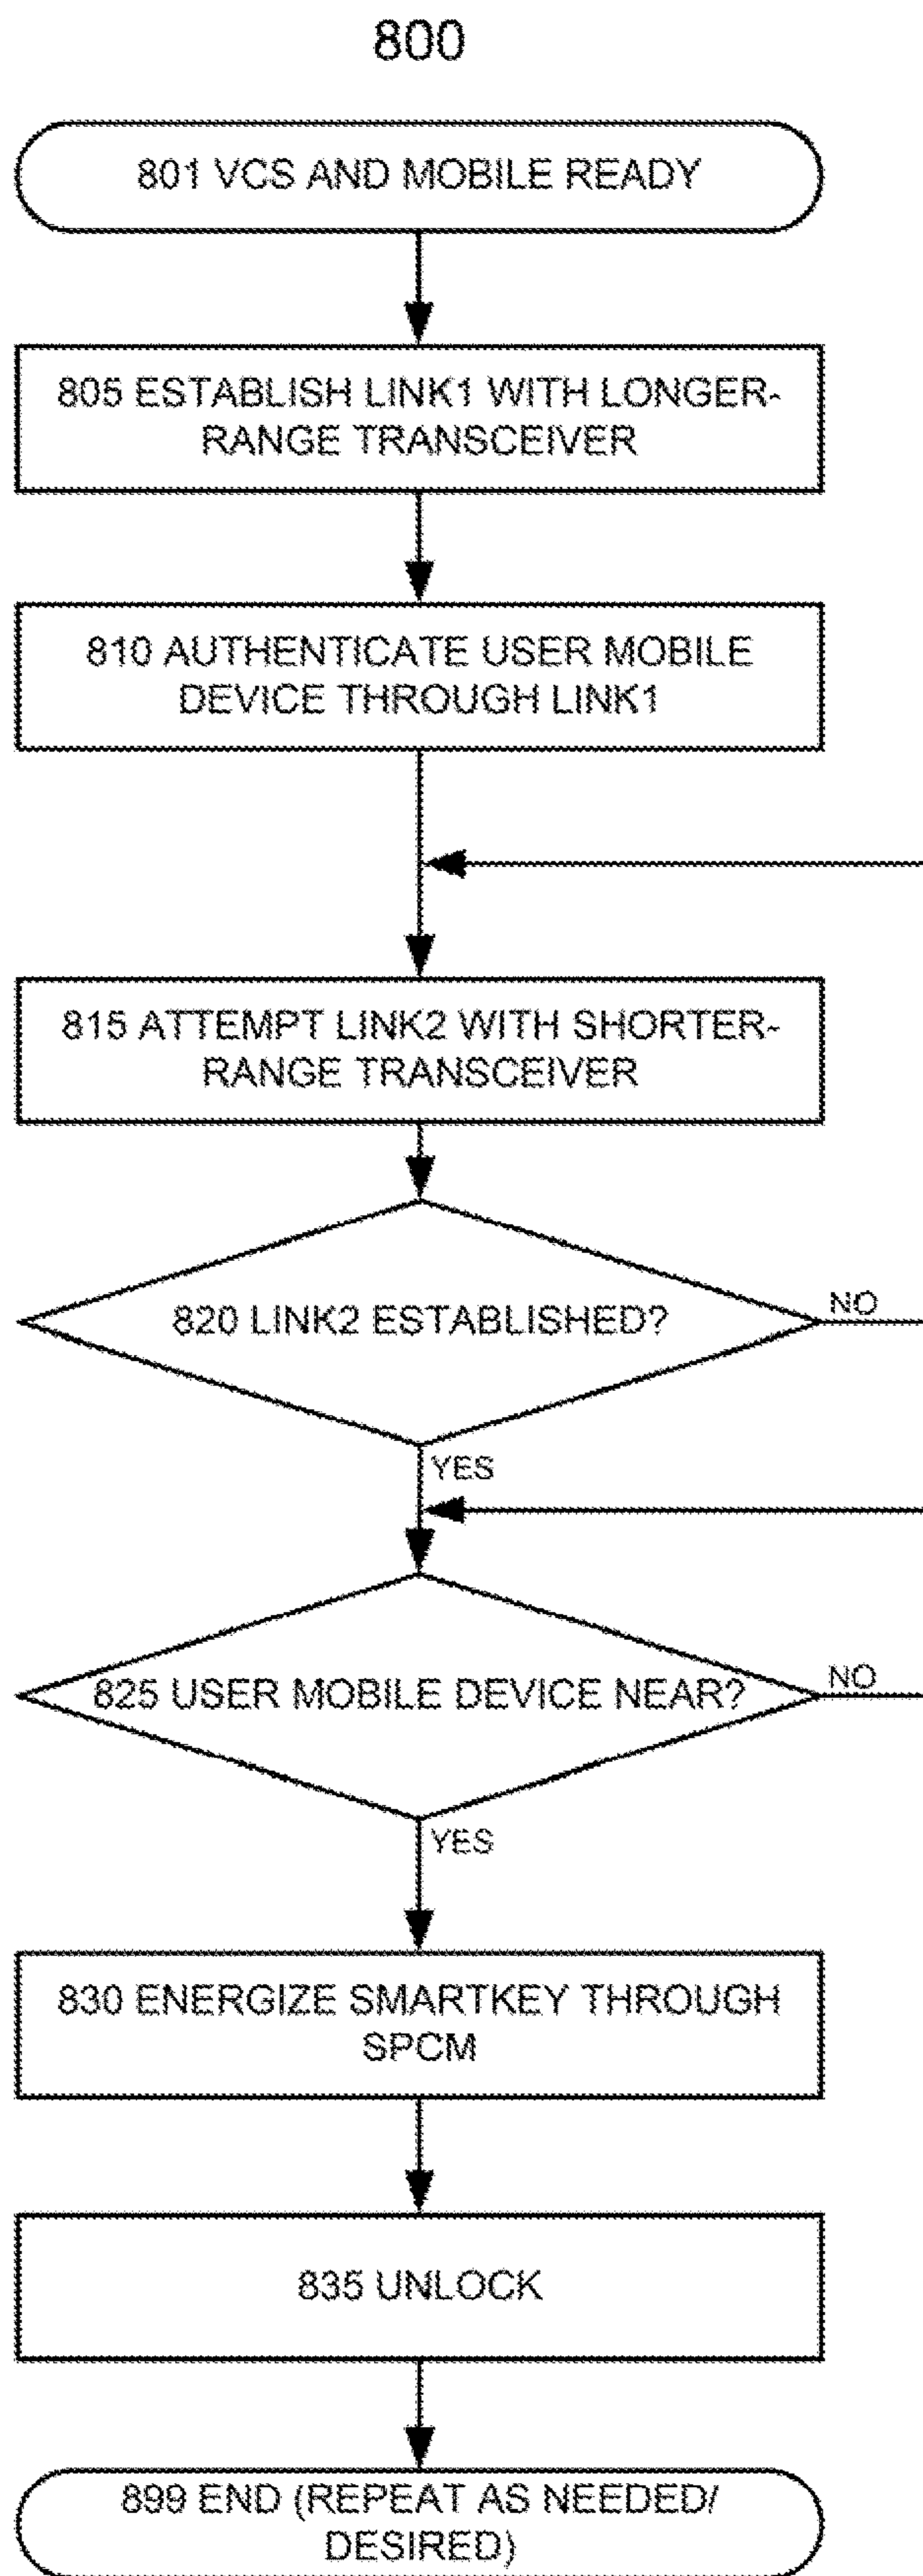 800
801 VCS AND MOBILE READY
805 ESTABLISH LINK1 WITH LONGER-
RANGE TRANSCEIVER
810 AUTHENTICATE USER MOBILE
DEVICE THROUGH LINK1
815 ATTEMPT LINK2 WITH SHORTER-
RANGE TRANSCEIVER
820 LINK2 ESTABLISHED?
NO
YES
825 USER MOBILE DEVICE NEAR?
NO
YES
830 ENERGIZE SMARTKEY THROUGH
SPCM
835 UNLOCK
899 END (REPEAT AS NEEDED/
DESIRED)